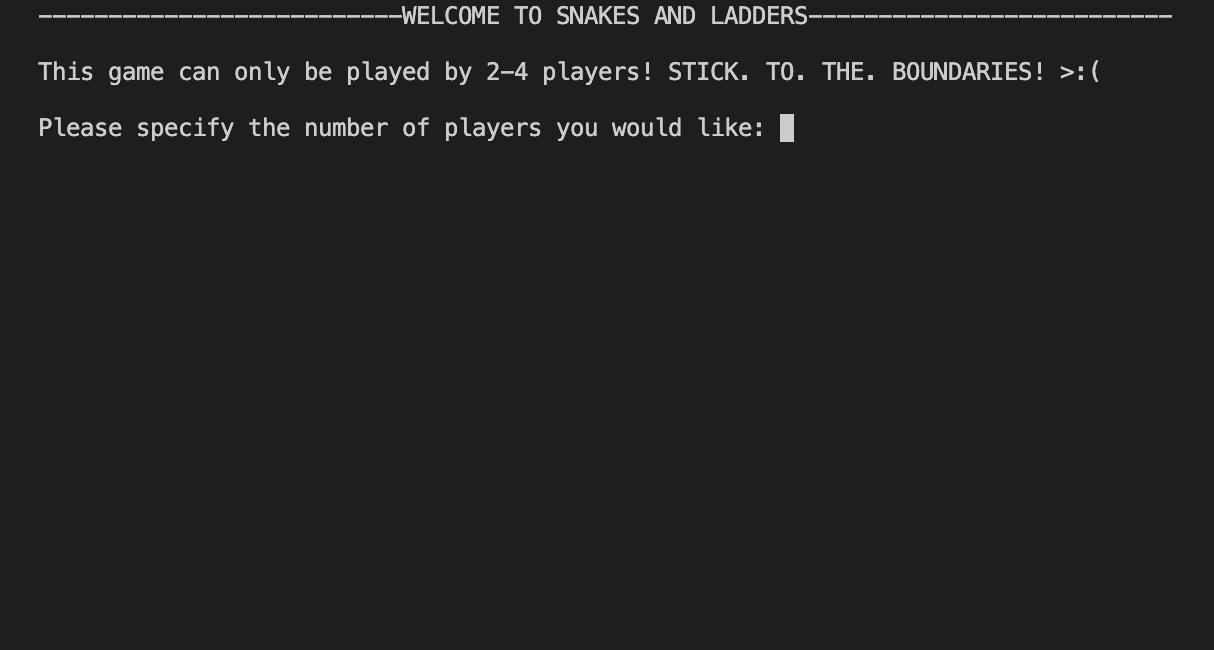 --------------------------WELCOME TO SNAKES AND LADDERS--------------------------
This game can only be played by 2-4 players! STICK. TO. THE. BOUNDARIES! >:(
Please specify the number of players you would like: